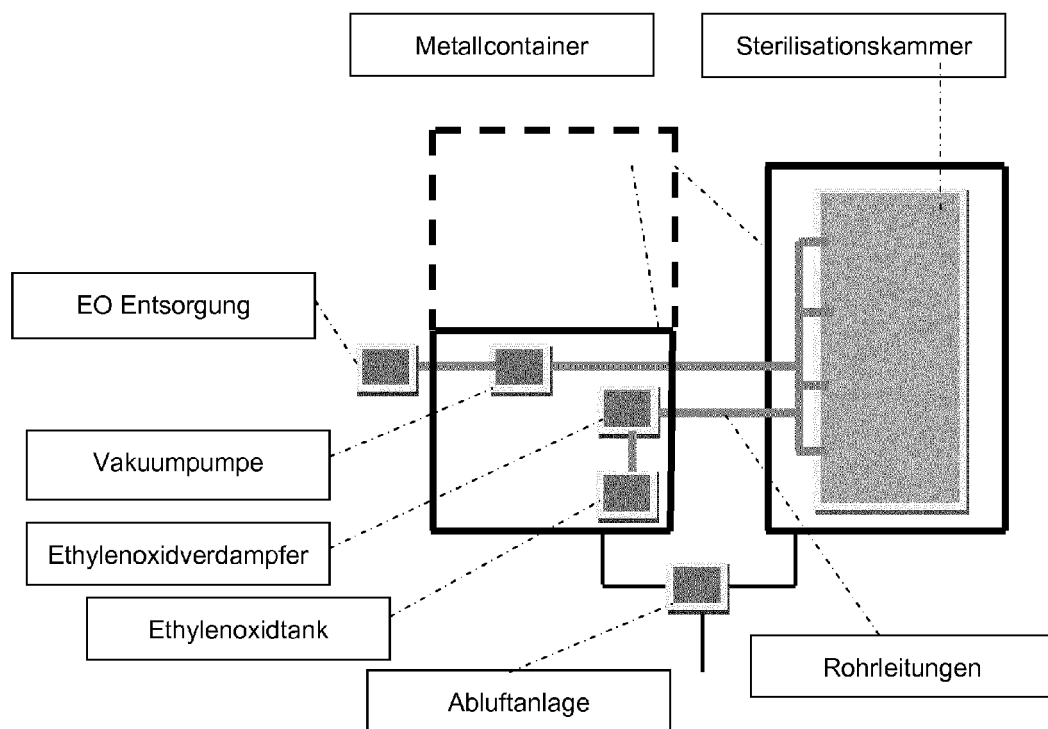 Metallcontainer
Sterilisationskammer
EO Entsorgung
Vakuumpumpe
Ethylenoxidverdampfer
Ethylenoxidtank
Rohrleitungen
Abluftanlage